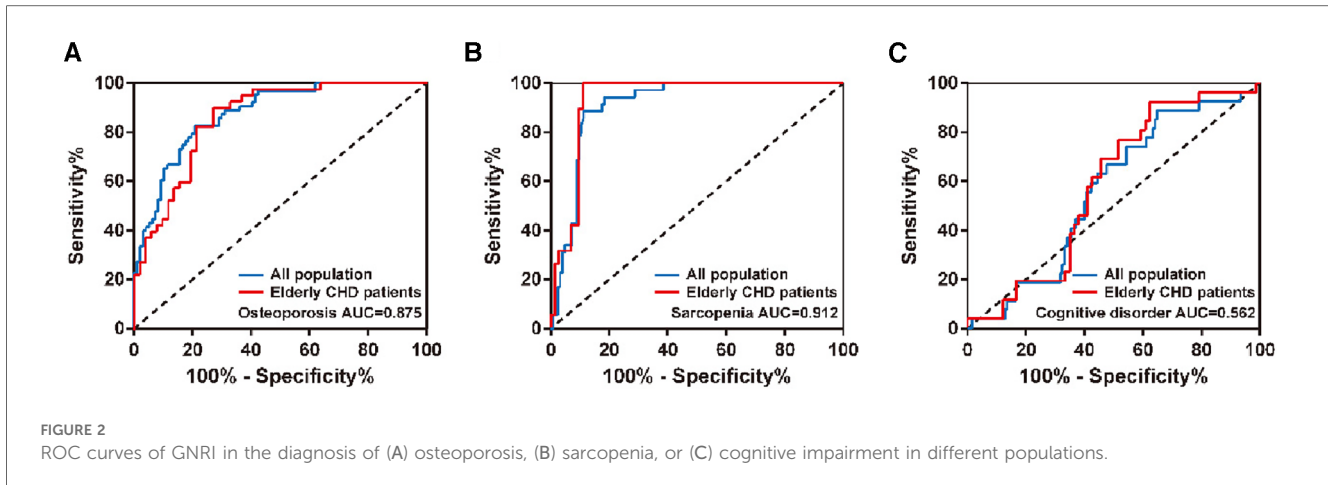 A
Sensitivity%
100
80
60
40
20
0
All population
Elderly CHD patients
Osteoporosis AUC=0.875
0 20 40 60 80 100
100% - Specificity%
B
Sensitivity%
100
80
60
40
20
0
All population
Elderly CHD patients
Sarcopenia AUC=0.912
0 20 40 60 80 100
100% - Specificity%
C
Sensitivity%
100
80
60
40
20
0
All population
Elderly CHD patients
Cognitive disorder AUC=0.562
0 20 40 60 80 100
100% - Specificity%
FIGURE 2
ROC curves of GNRI in the diagnosis of (A) osteoporosis, (B) sarcopenia, or (C) cognitive impairment in different populations.